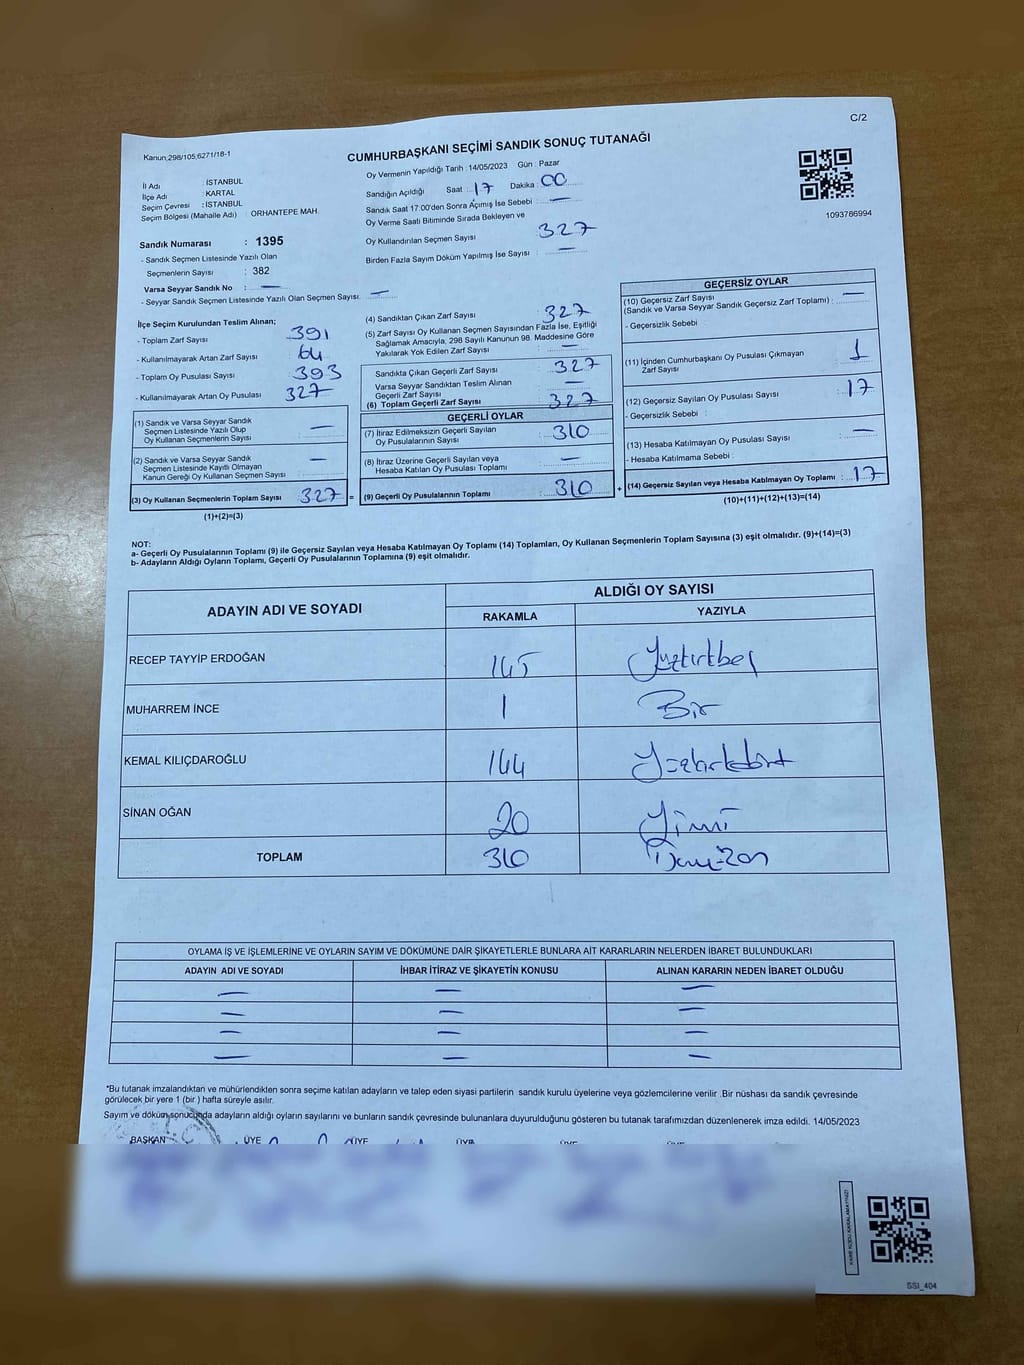 C/2
Kanun;298/105;6271/18-1
CUMHURBAŞKANI SEÇİMİ SANDIK SONUÇ TUTANAĞI
Oy Vermenin Yapıldığı Tarih : 14/05/2023 Gün : Pazar
İl Adı : İSTANBUL
İlçe Adı : KARTAL
Seçim Çevresi : İSTANBUL
Seçim Bölgesi (Mahalle Adı) : ORHANTEPE MAH.
Sandığın Açıldığı Saat : 17 Dakika : 00
Sandık Saat 17:00'den Sonra Açımış İse Sebebi : —
Oy Verme Saati Bitiminde Sırada Bekleyen ve
Oy Kullandırılan Seçmen Sayısı : 327
Birden Fazla Sayım Döküm Yapılmış İse Sayısı : —
1093786994
Sandık Numarası : 1395
- Sandık Seçmen Listesinde Yazılı Olan
Seçmenlerin Sayısı : 382
Varsa Seyyar Sandık No : —
- Seyyar Sandık Seçmen Listesinde Yazılı Olan Seçmen Sayısı: —
İlçe Seçim Kurulundan Teslim Alınan;
- Toplam Zarf Sayısı : 391
- Kullanılmayarak Artan Zarf Sayısı : 64
- Toplam Oy Pusulası Sayısı : 393
- Kullanılmayarak Artan Oy Pusulası : 327
(1) Sandık ve Varsa Seyyar Sandık
Seçmen Listesinde Yazılı Olup
Oy Kullanan Seçmenlerin Sayısı : —
(2) Sandık ve Varsa Seyyar Sandık
Seçmen Listesinde Kayıtlı Olmayan
Kanun Gereği Oy Kullanan Seçmen Sayısı : —
(3) Oy Kullanan Seçmenlerin Toplam Sayısı : 327 =
(1)+(2)=(3)
(4) Sandıktan Çıkan Zarf Sayısı : 327
(5) Zarf Sayısı Oy Kullanan Seçmen Sayısından Fazla İse, Eşitliği
Sağlamak Amacıyla, 298 Sayılı Kanunun 98. Maddesine Göre
Yakılarak Yok Edilen Zarf Sayısı : —
Sandıkta Çıkan Geçerli Zarf Sayısı : 327
Varsa Seyyar Sandıktan Teslim Alınan
Geçerli Zarf Sayısı : —
(6) Toplam Geçerli Zarf Sayısı : 327
GEÇERLİ OYLAR
(7) İtiraz Edilmeksizin Geçerli Sayılan
Oy Pusulalarının Sayısı : 310
(8) İtiraz Üzerine Geçerli Sayılan veya
Hesaba Katılan Oy Pusulası Toplamı : —
(9) Geçerli Oy Pusulalarının Toplamı : 310 +
GEÇERSİZ OYLAR
(10) Geçersiz Zarf Sayısı
(Sandık ve Varsa Seyyar Sandık Geçersiz Zarf Toplamı) : —
- Geçersizlik Sebebi :
(11) İçinden Cumhurbaşkanı Oy Pusulası Çıkmayan
Zarf Sayısı : 1
(12) Geçersiz Sayılan Oy Pusulası Sayısı : 17
- Geçersizlik Sebebi :
(13) Hesaba Katılmayan Oy Pusulası Sayısı : —
- Hesaba Katılmama Sebebi :
(14) Geçersiz Sayılan veya Hesaba Katılmayan Oy Toplamı : 17
(10)+(11)+(12)+(13)=(14)
NOT:
a- Geçerli Oy Pusulalarının Toplamı (9) ile Geçersiz Sayılan veya Hesaba Katılmayan Oy Toplamı (14) Toplamları, Oy Kullanan Seçmenlerin Toplam Sayısına (3) eşit olmalıdır. (9)+(14)=(3)
b- Adayların Aldığı Oyların Toplamı, Geçerli Oy Pusulalarının Toplamına (9) eşit olmalıdır.
ADAYIN ADI VE SOYADI
ALDIĞI OY SAYISI
RAKAMLA YAZIYLA
RECEP TAYYİP ERDOĞAN 145 Yüzkırkbeş
MUHARREM İNCE 1 Bir
KEMAL KILIÇDAROĞLU 144 Yüzkırkdört
SİNAN OĞAN 20 Yirmi
TOPLAM 310
OYLAMA İŞ VE İŞLEMLERİNE VE OYLARIN SAYIM VE DÖKÜMÜNE DAİR ŞİKAYETLERLE BUNLARA AİT KARARLARIN NELERDEN İBARET BULUNDUKLARI
ADAYIN ADI VE SOYADI İHBAR İTİRAZ VE ŞİKAYETİN KONUSU ALINAN KARARIN NEDEN İBARET OLDUĞU
— — —
— — —
— — —
— — —
*Bu tutanak imzalandıktan ve mühürlendikten sonra seçime katılan adayların ve talep eden siyasi partilerin sandık kurulu üyelerine veya gözlemcilerine verilir .Bir nüshası da sandık çevresinde
görülecek bir yere 1 (bir ) hafta süreyle asılır.
Sayım ve döküm sonucunda adayların aldığı oyların sayılarını ve bunların sandık çevresinde bulunanlara duyurulduğunu gösteren bu tutanak tarafımızdan düzenlenerek imza edildi. 14/05/2023
BAŞKAN ÜYE ÜYE ÜYE
KARE KODU KARALAMAYINIZ!
SSI_404